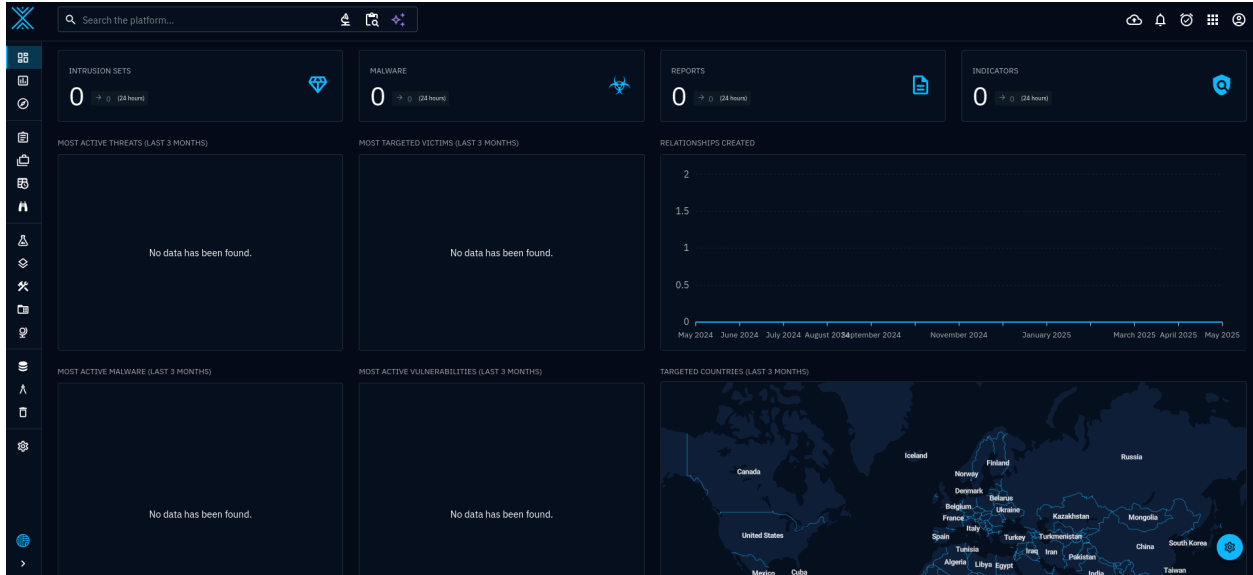 Search the platform...
INTRUSION SETS
0 → 0 (24 hours)
MALWARE
0 → 0 (24 hours)
REPORTS
0 → 0 (24 hours)
INDICATORS
0 → 0 (24 hours)
MOST ACTIVE THREATS (LAST 3 MONTHS)
No data has been found.
MOST TARGETED VICTIMS (LAST 3 MONTHS)
No data has been found.
RELATIONSHIPS CREATED
2
1.5
1
0.5
0
May 2024 June 2024 July 2024 August 2024 September 2024 November 2024 January 2025 March 2025 April 2025 May 2025
MOST ACTIVE MALWARE (LAST 3 MONTHS)
No data has been found.
MOST ACTIVE VULNERABILITIES (LAST 3 MONTHS)
No data has been found.
TARGETED COUNTRIES (LAST 3 MONTHS)
Iceland
Finland
Russia
Canada
Norway
Denmark
Belarus
Belgium
Ukraine
France
Kazakhstan
Mongolia
Italy
Spain
United States
Turkey
Turkmenistan
China
South Korea
Tunisia
Iraq
Iran
Pakistan
Algeria
Libya
Egypt
Mexico
Cuba
India
Taiwan